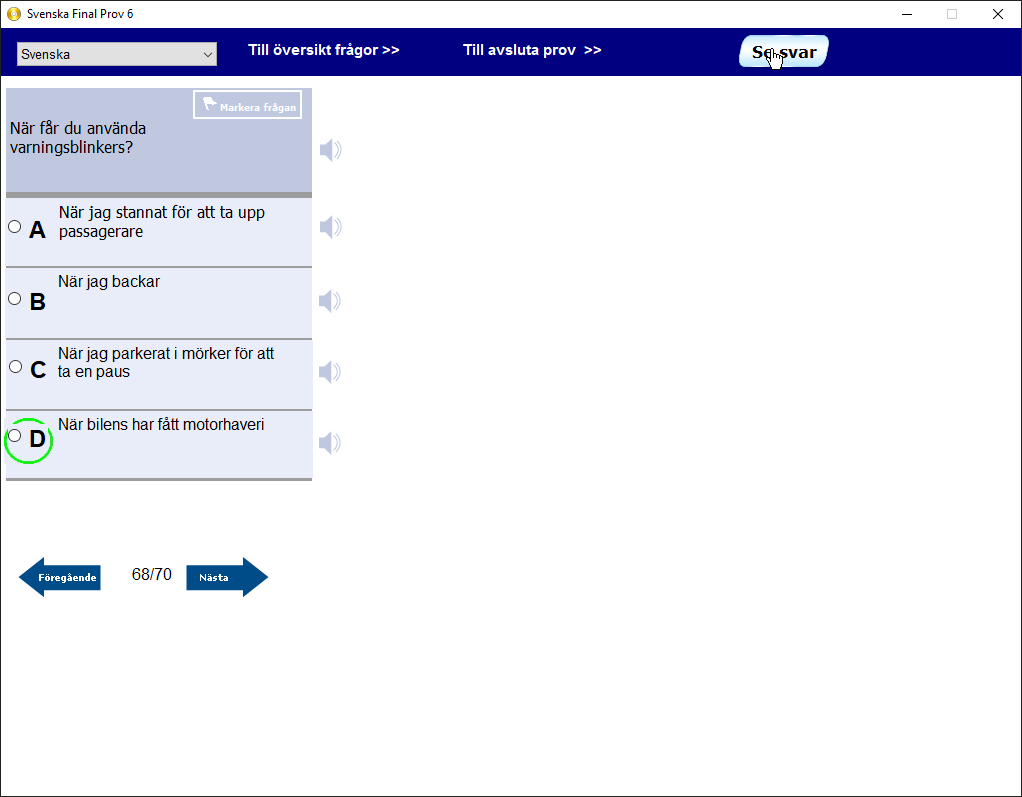 Svenska Final Prov 6
Svenska
Till översikt frågor >>
Till avsluta prov >>
Se svar
Markera frågan
När får du använda
varningsblinkers?
A
När jag stannat för att ta upp
passagerare
B
När jag backar
C
När jag parkerat i mörker för att
ta en paus
D
När bilens har fått motorhaveri
Föregående
68/70
Nästa